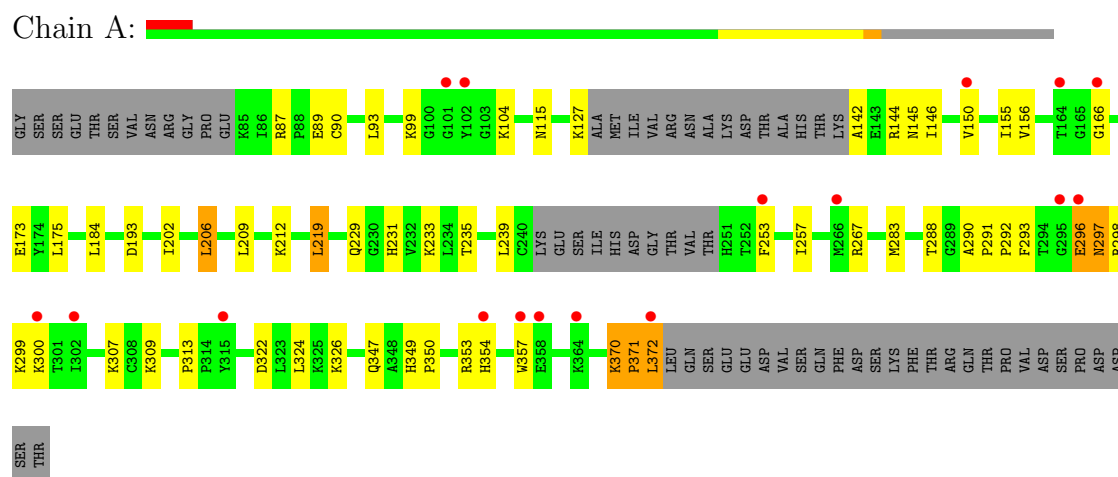 Chain A:
GLY SER SER GLU THR SER VAL ASN ARG GLY PRO GLU K85 I86 R87 P88 E89 C90 L93 K99 G100 G101 Y102 G103 K104 N115 K127 ALA MET ILE VAL ARG ASN ALA LYS ASP THR ALA HIS THR LYS A142 E143 R144 N145 I146 V150 I155 V156 T164 G165 G166
E173 Y174 L175 L184 D193 I202 L206 L209 K212 L219 Q229 G230 H231 V232 K233 L234 T235 L239 C240 LYS GLU SER ILE HIS ASP GLY THR VAL THR H251 T252 F253 I257 M266 R267 M283 T288 G289 A290 P291 P292 F293 T294 G295 E296 N297 R298
K299 K300 T301 I302 K307 C308 K309 P313 P314 Y315 D322 L323 L324 K325 K326 Q347 A348 H349 P350 R353 H354 W357 E358 K364 K370 P371 L372 LEU GLN SER GLU GLU ASP VAL SER GLN PHE ASP SER LYS PHE THR ARG GLN THR PRO VAL ASP SER PRO ASP ASP
SER THR